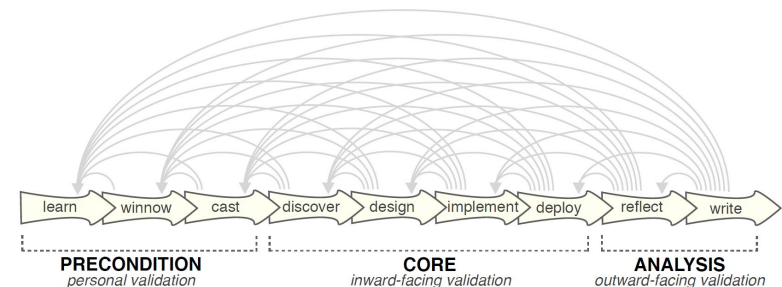 learn winnow cast discover design implement deploy reflect write
PRECONDITION CORE ANALYSIS
personal validation inward-facing validation outward-facing validation